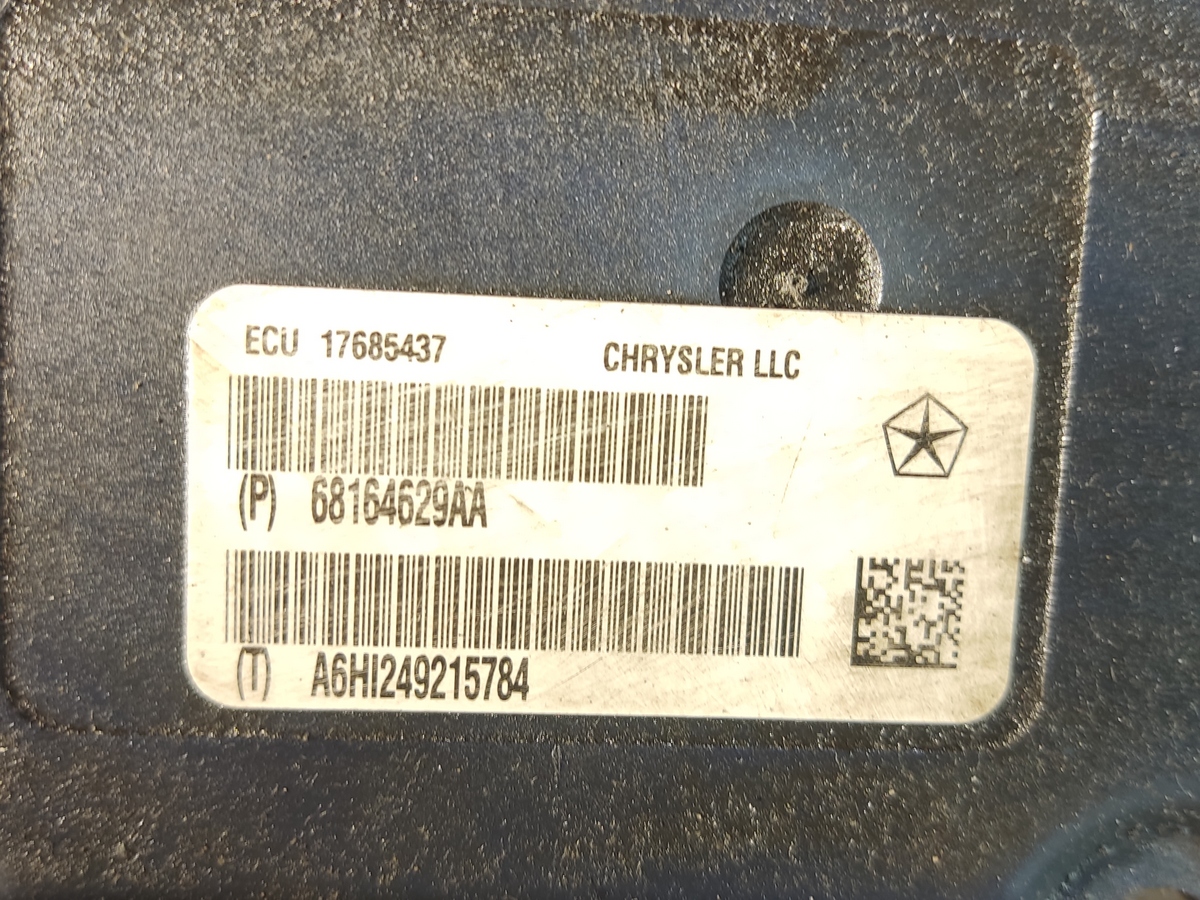 ECU 17685437 CHRYSLER LLC
(P) 68164629AA
(T) A6HI249215784